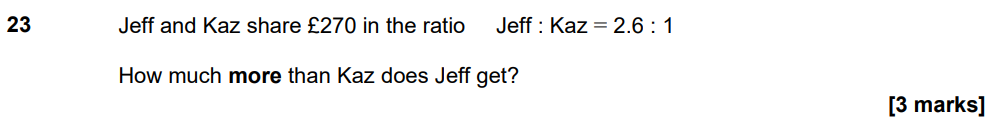 23 Jeff and Kaz share £270 in the ratio Jeff : Kaz = 2.6 : 1
How much more than Kaz does Jeff get?
[3 marks]